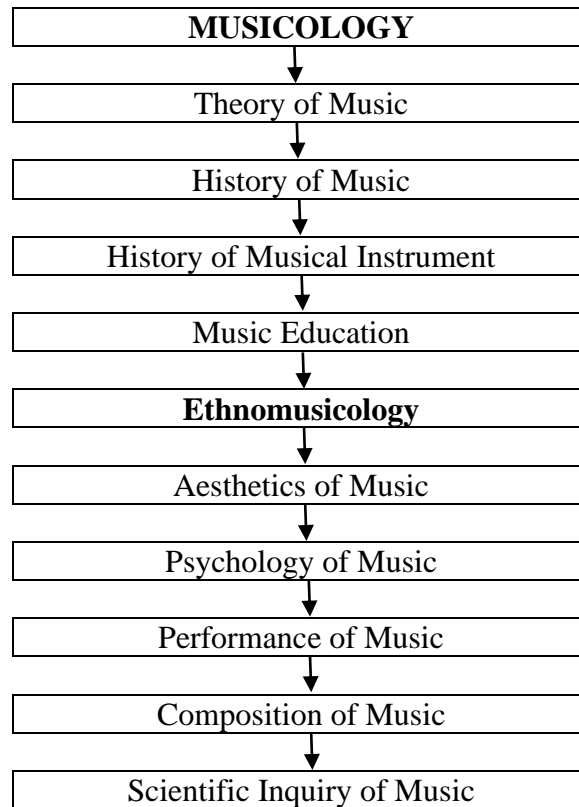 MUSICOLOGY
Theory of Music
History of Music
History of Musical Instrument
Music Education
Ethnomusicology
Aesthetics of Music
Psychology of Music
Performance of Music
Composition of Music
Scientific Inquiry of Music